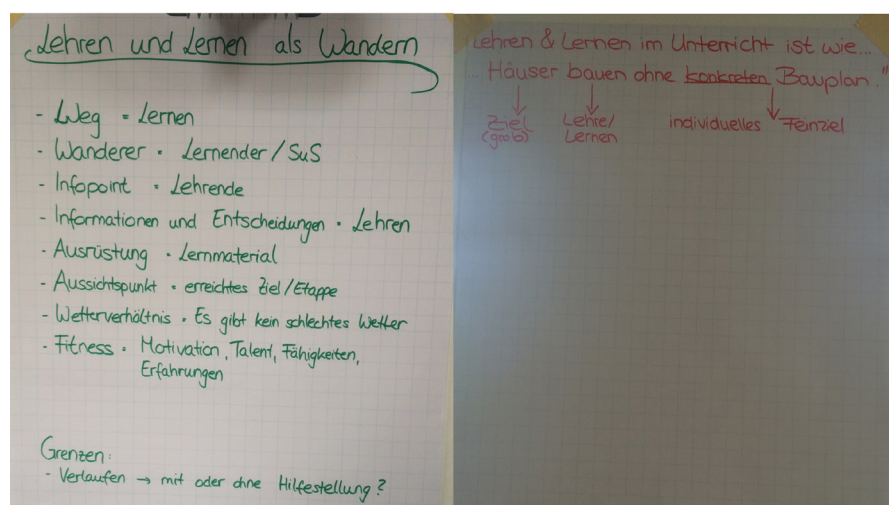 Lehren und Lernen als Wandern
- Weg = Lernen
- Wanderer = Lernender / SuS
- Infopoint = Lehrende
- Informationen und Entscheidungen = Lehren
- Ausrüstung = Lernmaterial
- Aussichtspunkt = erreichtes Ziel / Etappe
- Wetterverhältnis = Es gibt kein schlechtes Wetter
- Fitness = Motivation, Talent, Fähigkeiten,
Erfahrungen
Grenzen:
- Verlaufen → mit oder ohne Hilfestellung?
Lehren & Lernen im Unterricht ist wie...
... Häuser bauen ohne konkreten Bauplan..."
Ziel Lehre/ individuelles Feinziel
(grob) Lernen